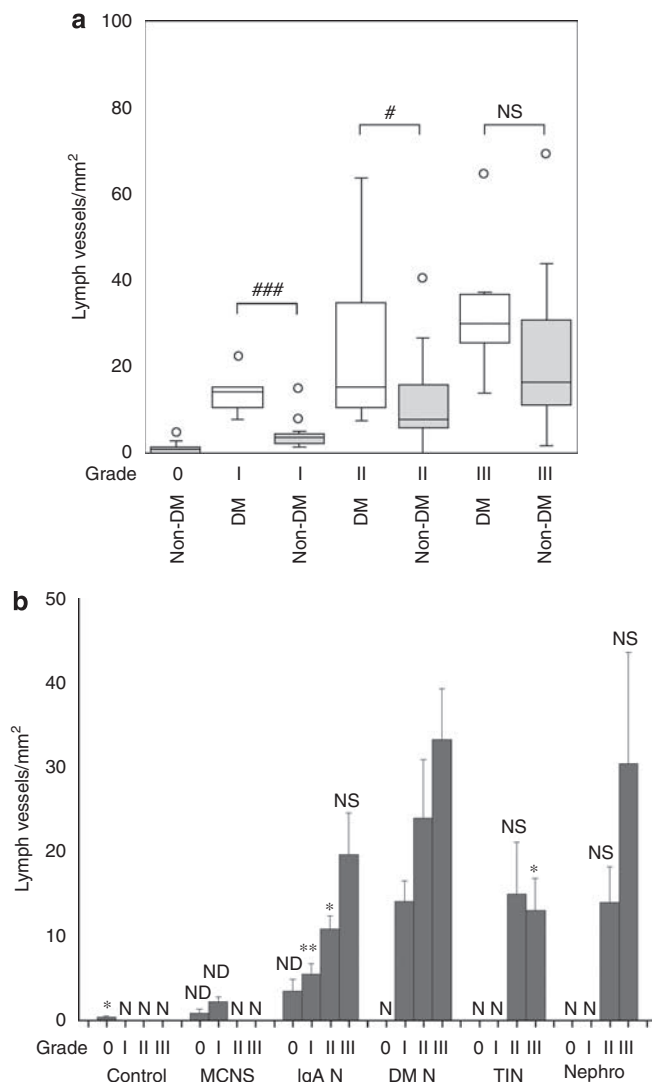 a
100
80
60
40
20
0
Lymph vessels/mm²
###
#
NS
Grade 0 I I II II III III
Non-DM DM Non-DM DM Non-DM DM Non-DM
b
50
40
30
20
10
0
Lymph vessels/mm²
* N N N
ND ND N N
ND ** * NS
N
N N NS *
N N NS NS
Grade 0 I II III 0 I II III 0 I II III 0 I II III 0 I II III 0 I II III
Control MCNS IgA N DM N TIN Nephro